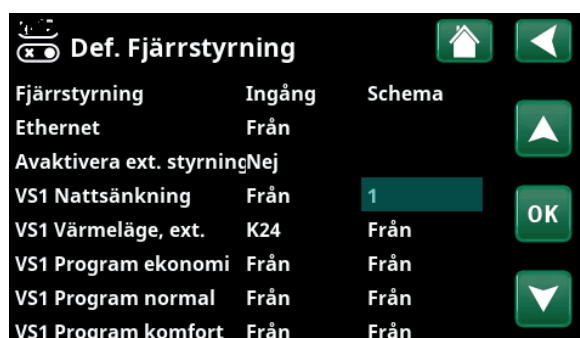 Def. Fjärrstyrning
Fjärrstyrning Ingång Schema
Ethernet Från
Avaktivera ext. styrning Nej
VS1 Nattsänkning Från 1
OK
VS1 Värmeläge, ext. K24 Från
VS1 Program ekonomi Från Från
VS1 Program normal Från Från
VS1 Program komfort Från Från